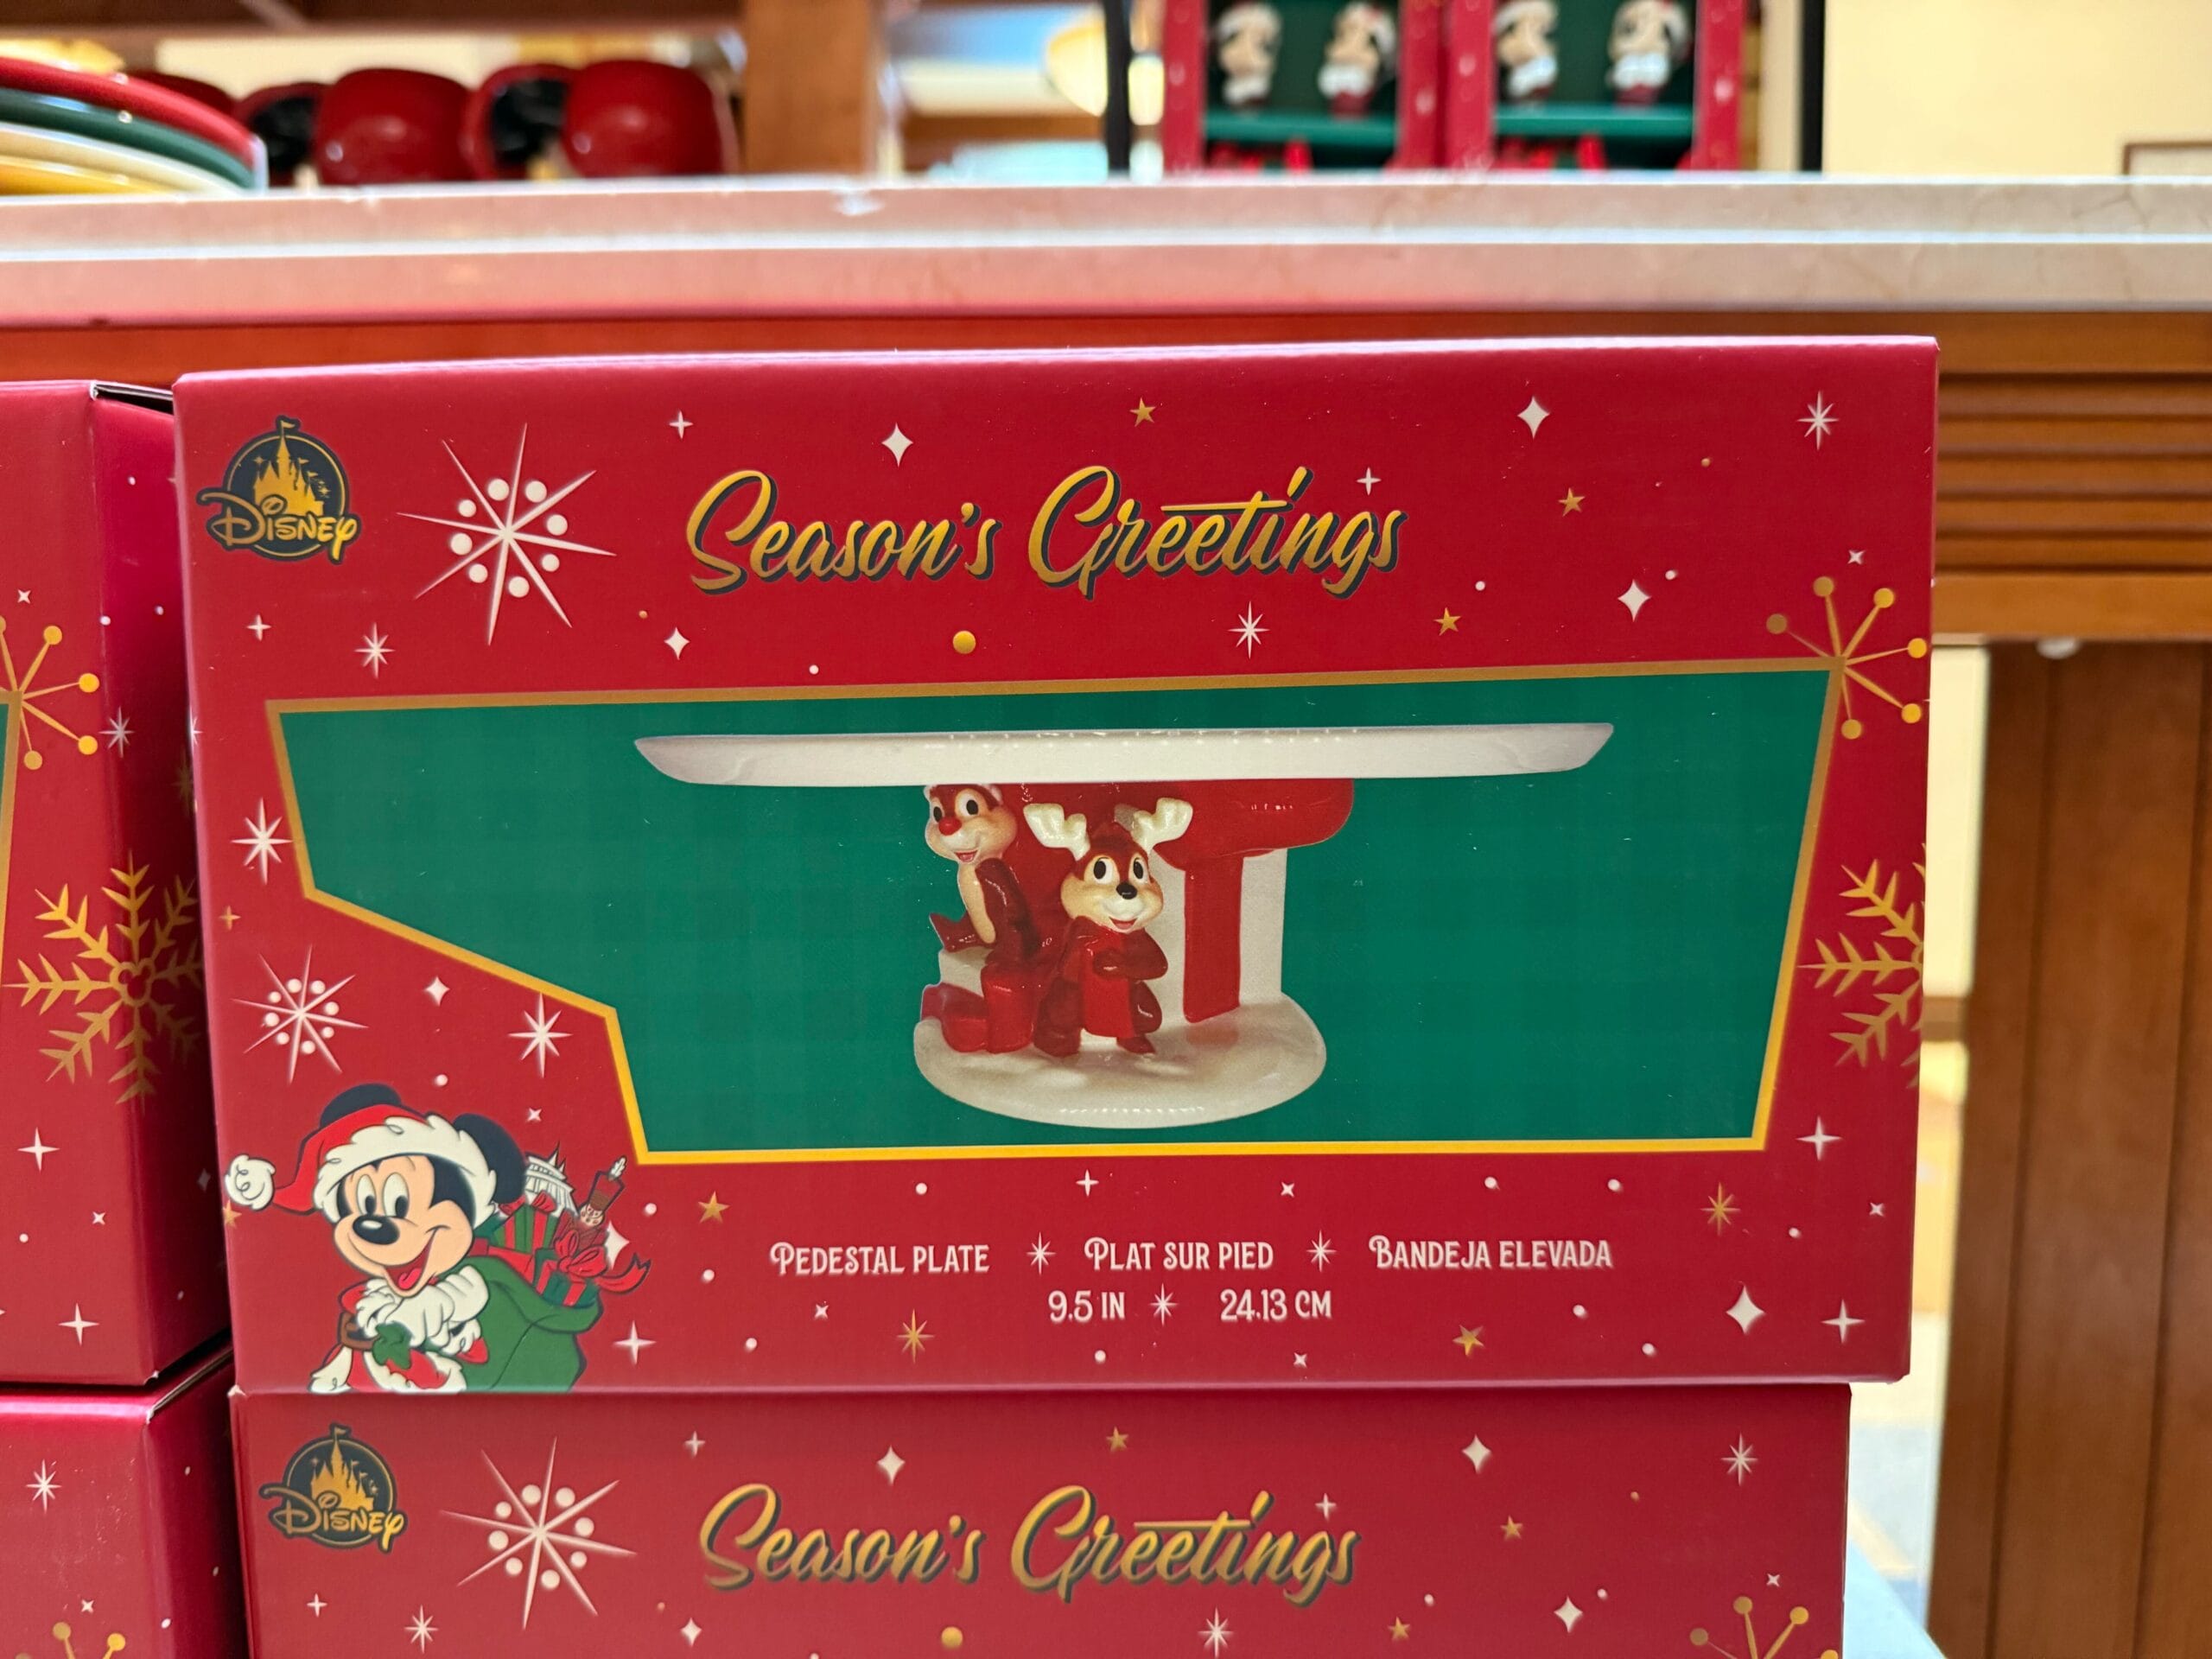 Disney
Season's Greetings
PEDESTAL PLATE PLAT SUR PIED BANDEJA ELEVADA
9.5 IN 24.13 CM
Disney
Season's Greetings